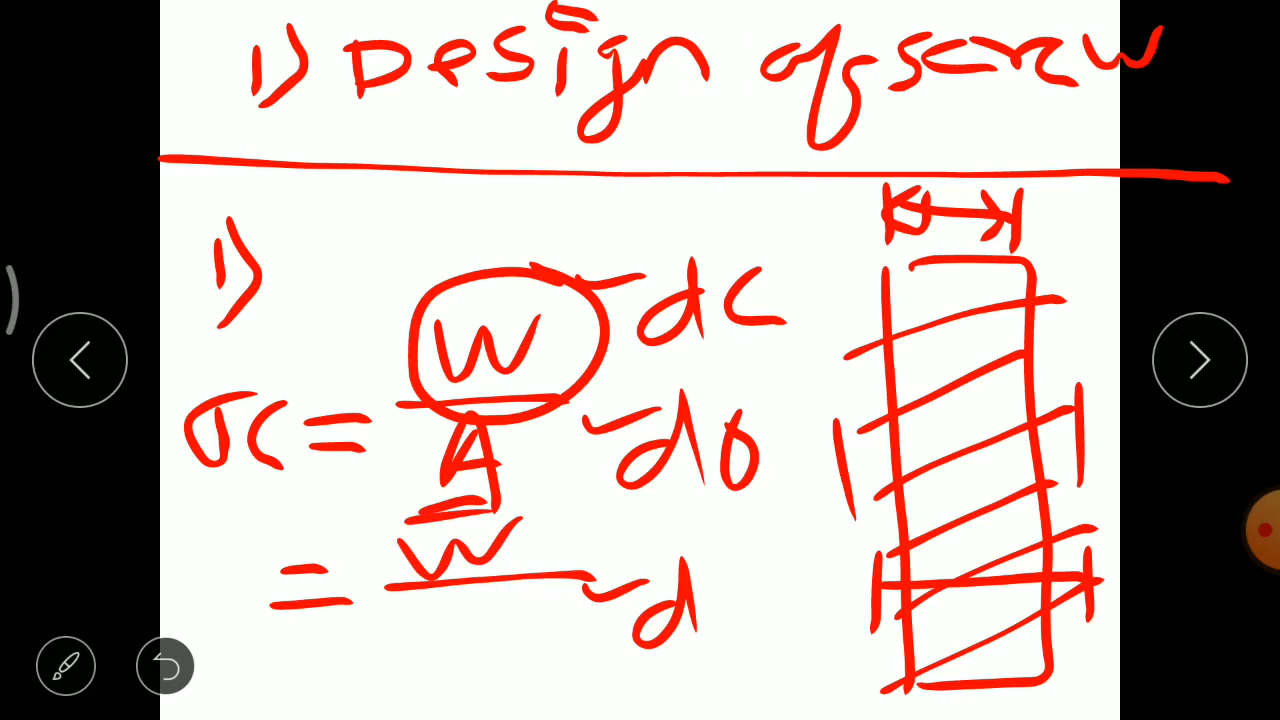 1) Design of screw
1)
σc = W / A
= W
dc
do
d